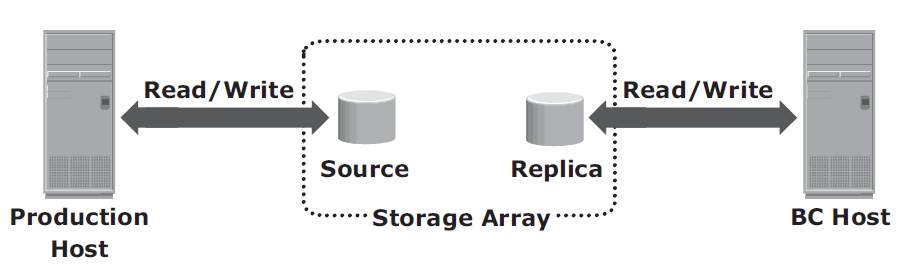 Read/Write
Read/Write
Source
Replica
Production
Host
Storage Array
BC Host